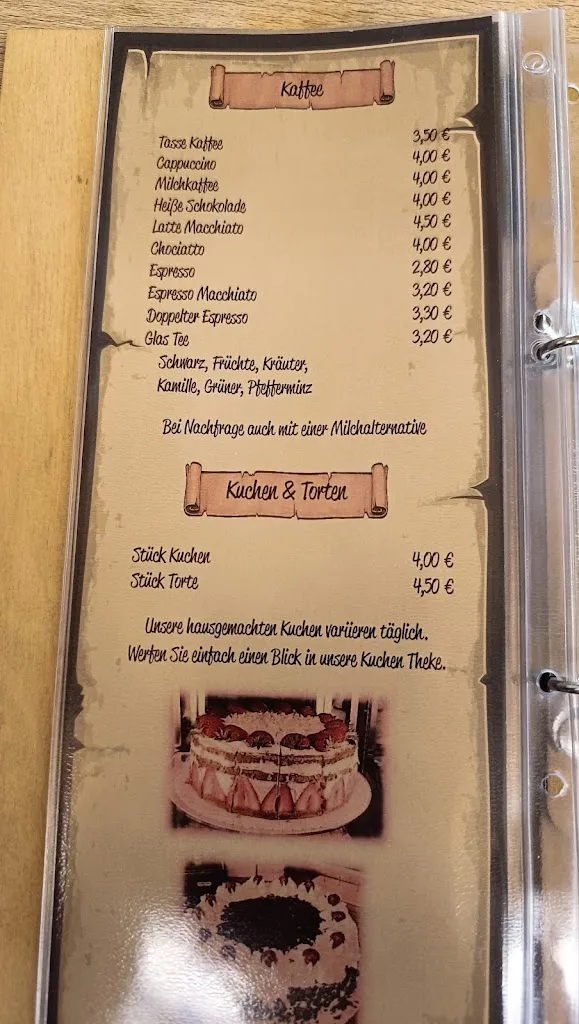 Kaffee
Tasse Kaffee 3,50 €
Cappuccino 4,00 €
Milchkaffee 4,00 €
Heiße Schokolade 4,00 €
Latte Macchiato 4,50 €
Chociatto 4,00 €
Espresso 2,80 €
Espresso Macchiato 3,20 €
Doppelter Espresso 3,30 €
Glas Tee 3,20 €
Schwarz, Früchte, Kräuter,
Kamille, Grüner, Pfefferminz
Bei Nachfrage auch mit einer Milchalternative
Kuchen & Torten
Stück Kuchen 4,00 €
Stück Torte 4,50 €
Unsere hausgemachten Kuchen variieren täglich.
Werfen Sie einfach einen Blick in unsere Kuchen Theke.